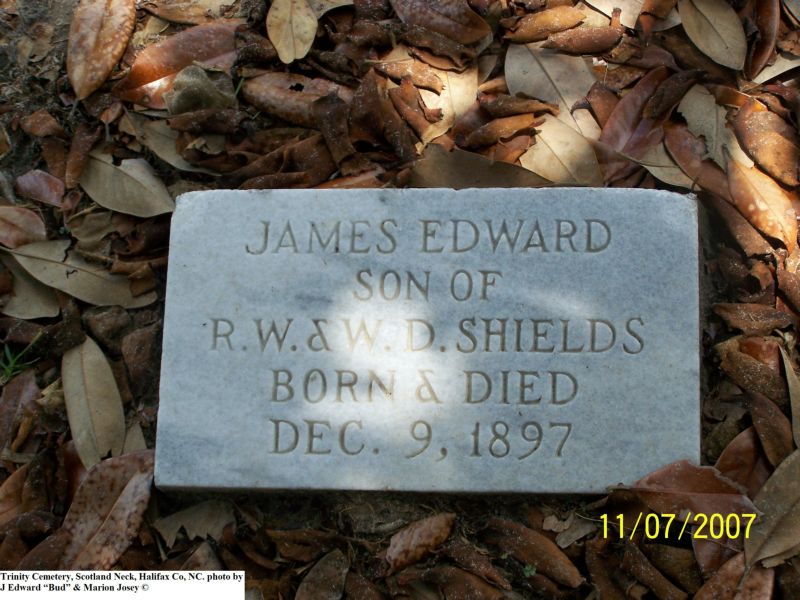 JAMES EDWARD
SON OF
R.W. & W. D. SHIELDS
BORN & DIED
DEC. 9, 1897
11/07/2007
Trinity Cemetery, Scotland Neck, Halifax Co, NC. photo by
J Edward “Bud” & Marion Josey ©